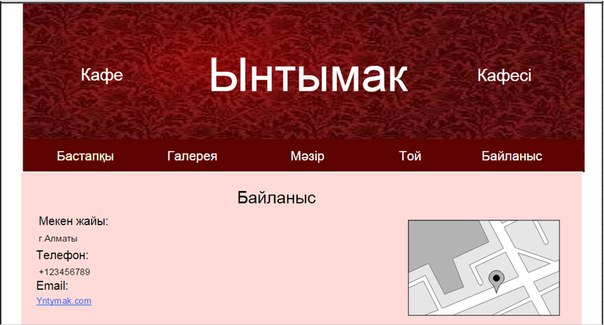 Кафе Ынтымак Кафесі
Бастапқы Галерея Мәзір Той Байланыс
Байланыс
Мекен жайы:
г.Алматы
Телефон:
+123456789
Email:
Yntymak.com